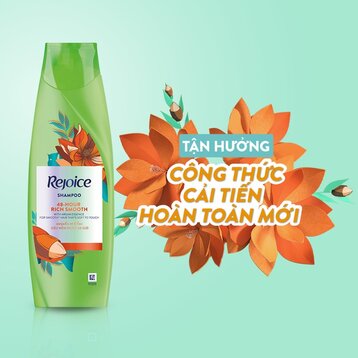 Rejoice
SHAMPOO
48-HOUR
RICH SMOOTH
TẬN HƯỞNG
CÔNG THỨC
CẢI TIẾN
HOÀN TOÀN MỚI